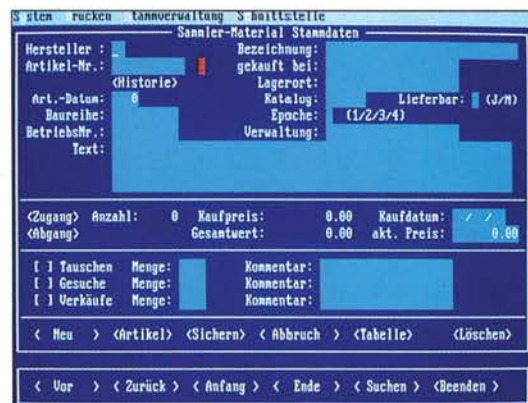 S stem  rucken  tammverwaltung S hnittstelle
Sammler-Material Stammdaten
Hersteller : Bezeichnung:
Artikel-Nr.: gekauft bei:
<Historie> Lagerort:
Art.-Datum: 0 Katalog: Lieferbar: (J/N)
Baureihe: Epoche: (1/2/3/4)
BetriebsNr.: Verwaltung:
Text:
<Zugang> Anzahl: 0 Kaufpreis: 0.00 Kaufdatum: / /
<Abgang> Gesamtwert: 0.00 akt. Preis: 0.00
[ ] Tauschen Menge: Kommentar:
[ ] Gesuche Menge: Kommentar:
[ ] Verkäufe Menge: Kommentar:
< Neu > <Artikel> <Sichern> < Abbruch > <Tabelle> <Löschen>
< Vor > < Zurück > < Anfang > < Ende > < Suchen > <Beenden >